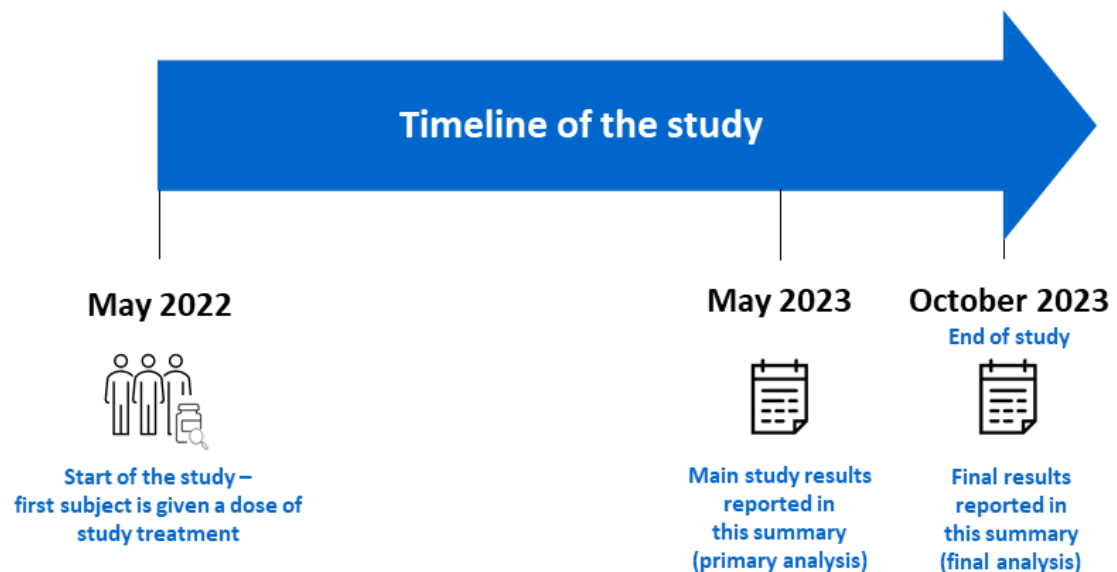 Timeline of the study
May 2022
Start of the study –
first subject is given a dose of
study treatment
May 2023
Main study results
reported in
this summary
(primary analysis)
October 2023
End of study
Final results
reported in
this summary
(final analysis)